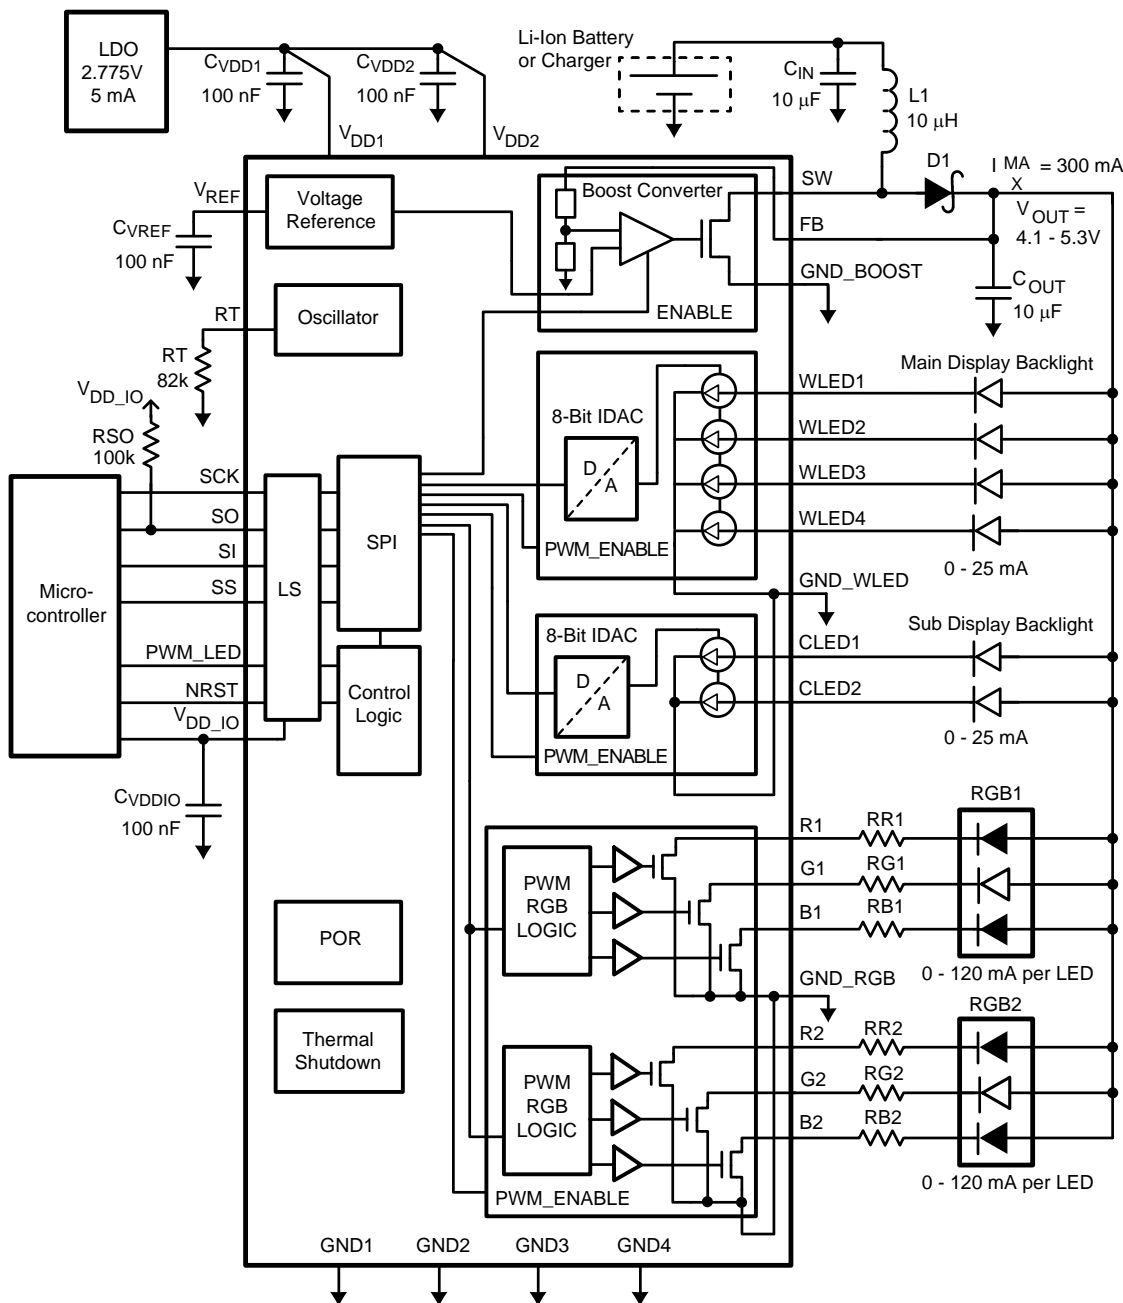 LDO
2.775V
5 mA
CVDD1
100 nF
CVDD2
100 nF
VDD1
VDD2
Li-Ion Battery
or Charger
CIN
10 μF
L1
10 μH
D1
I MA = 300 mA
X
VOUT =
4.1 - 5.3V
COUT
10 μF
SW
FB
GND_BOOST
Boost Converter
ENABLE
VREF
CVREF
100 nF
Voltage
Reference
RT
RT
82k
Oscillator
VDD_IO
RSO
100k
Micro-
controller
SCK
SO
SI
SS
PWM_LED
NRST
VDD_IO
CVDDIO
100 nF
LS
SPI
Control
Logic
8-Bit IDAC
D
A
PWM_ENABLE
WLED1
WLED2
WLED3
WLED4
GND_WLED
Main Display Backlight
0 - 25 mA
8-Bit IDAC
D
A
PWM_ENABLE
CLED1
CLED2
Sub Display Backlight
0 - 25 mA
POR
Thermal
Shutdown
PWM
RGB
LOGIC
R1
G1
B1
RR1
RG1
RB1
RGB1
0 - 120 mA per LED
GND_RGB
PWM
RGB
LOGIC
PWM_ENABLE
R2
G2
B2
RR2
RG2
RB2
RGB2
0 - 120 mA per LED
GND1
GND2
GND3
GND4